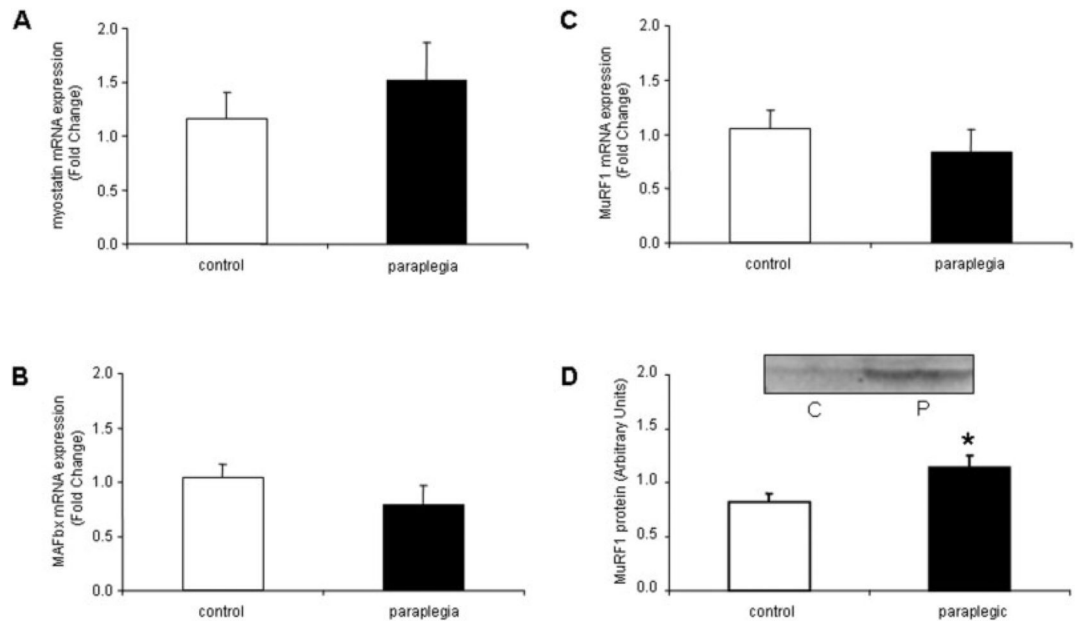 A
myostatin mRNA expression
(Fold Change)
2.0
1.5
1.0
0.5
0.0
control
paraplegia
C
MuRF1 mRNA expression
(Fold Change)
2.0
1.5
1.0
0.5
0.0
control
paraplegia
B
MAFbx mRNA expression
(Fold Change)
2.0
1.5
1.0
0.5
0.0
control
paraplegia
D
MuRF1 protein (Arbitrary Units)
2.0
1.5
1.0
0.5
0.0
C
P
*
control
paraplegic